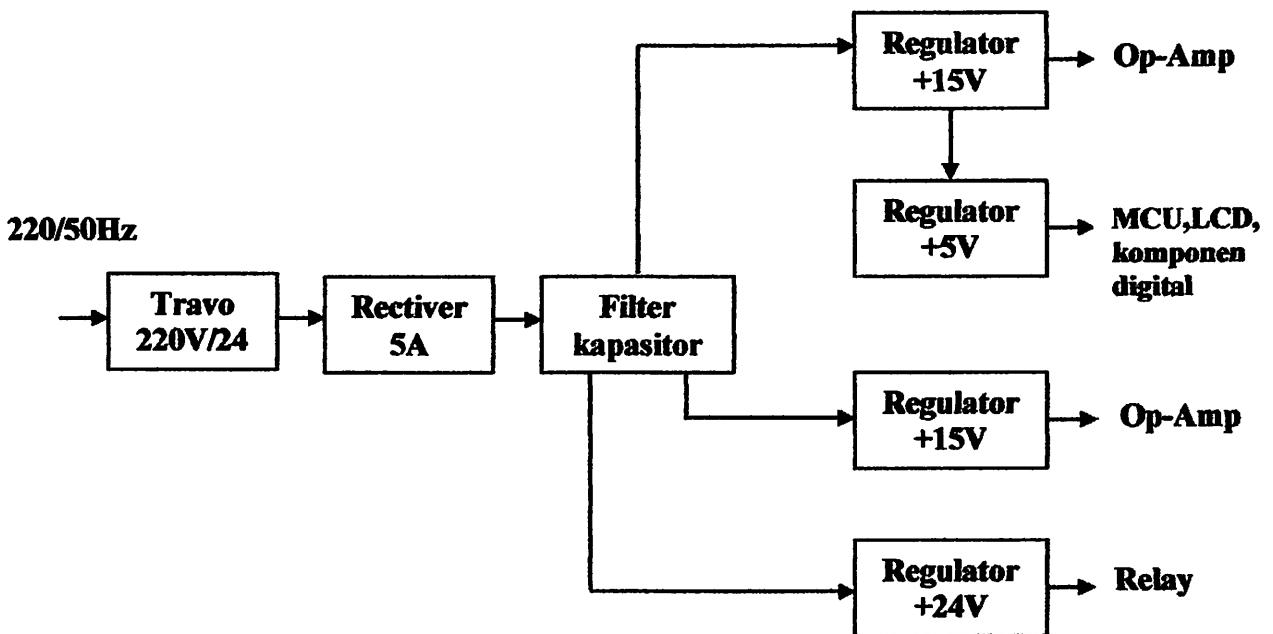 220/50Hz
Travo
220V/24
Rectiver
5A
Filter
kapasitor
Regulator
+15V
Op-Amp
Regulator
+5V
MCU,LCD,
komponen
digital
Regulator
+15V
Op-Amp
Regulator
+24V
Relay